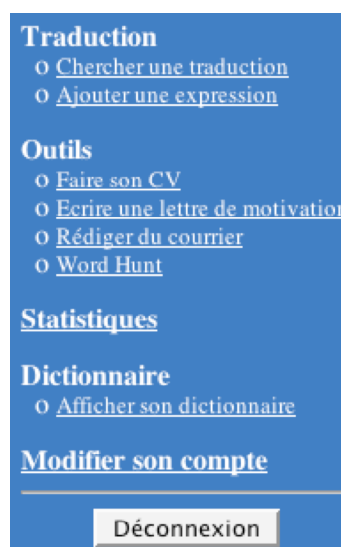 Traduction
o Chercher une traduction
o Ajouter une expression
Outils
o Faire son CV
o Ecrire une lettre de motivation
o Rédiger du courrier
o Word Hunt
Statistiques
Dictionnaire
o Afficher son dictionnaire
Modifier son compte
Déconnexion